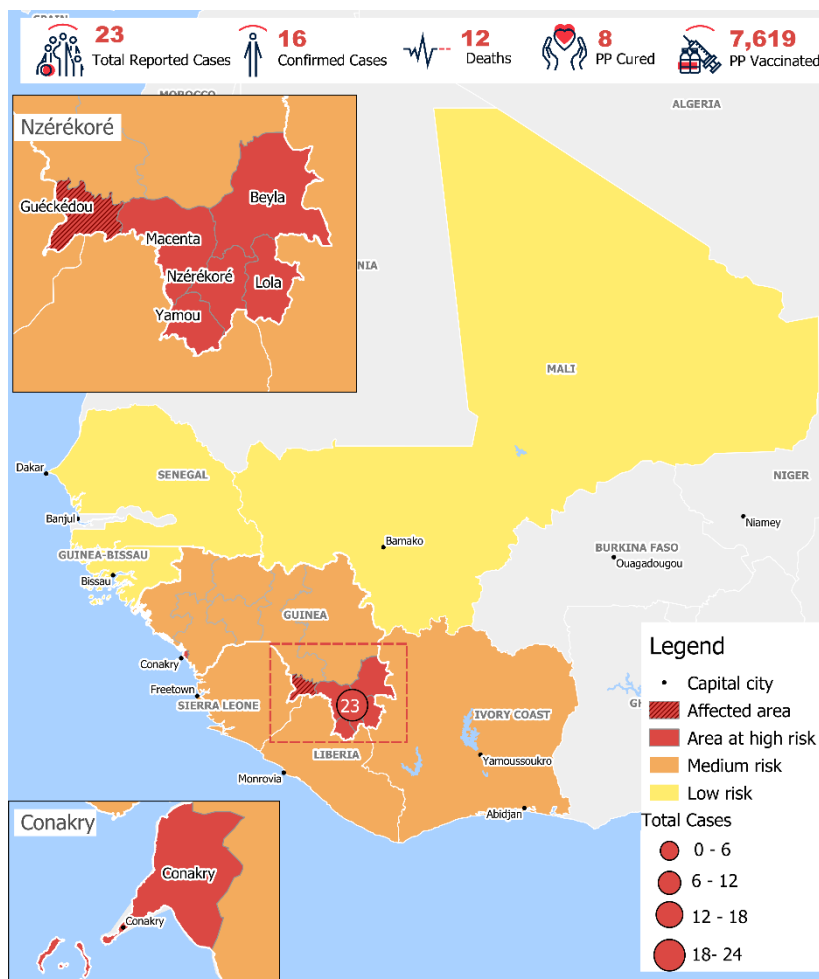 23
Total Reported Cases
16
Confirmed Cases
12
Deaths
8
PP Cured
7,619
PP Vaccinated
ALGERIA
Nzérékoré
Guéckédou
Beyla
Macenta
Nzérékoré
Lola
Yamou
NIA
MALI
Dakar
SENEGAL
NIGER
Banjul
Niamey
Bamako
BURKINA FASO
Ouagadougou
GUINEA-BISSAU
Bissau
GUINEA
Conakry
Freetown
SIERRA LEONE
23
IVORY COAST
GH
LIBERIA
Yamoussoukro
Monrovia
Abidjan
Legend
Capital city
Affected area
Area at high risk
Medium risk
Low risk
Total Cases
0 - 6
6 - 12
12 - 18
18- 24
Conakry
Conakry
Conakry